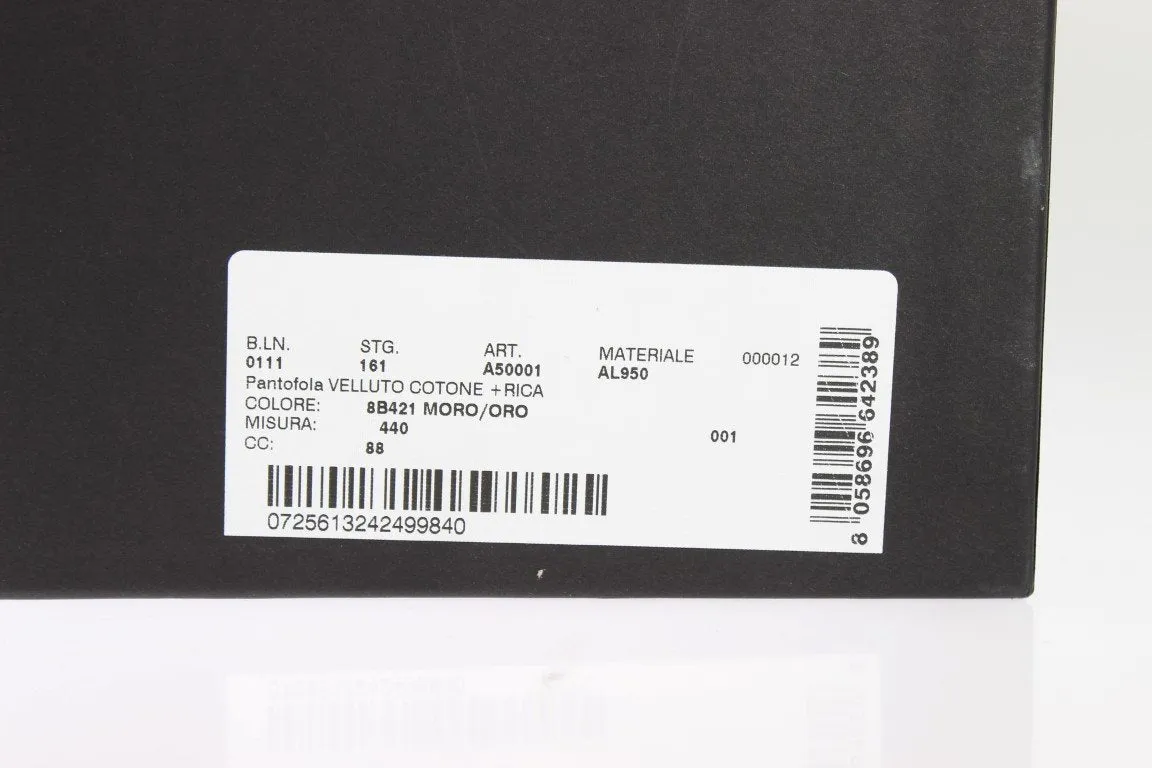 B.LN. STG. ART. MATERIALE 000012
0111 161 A50001 AL950
Pantofola VELLUTO COTONE +RICA
COLORE: 8B421 MORO/ORO
MISURA: 440 001
CC: 88
0725613242499840
8 058696 642389